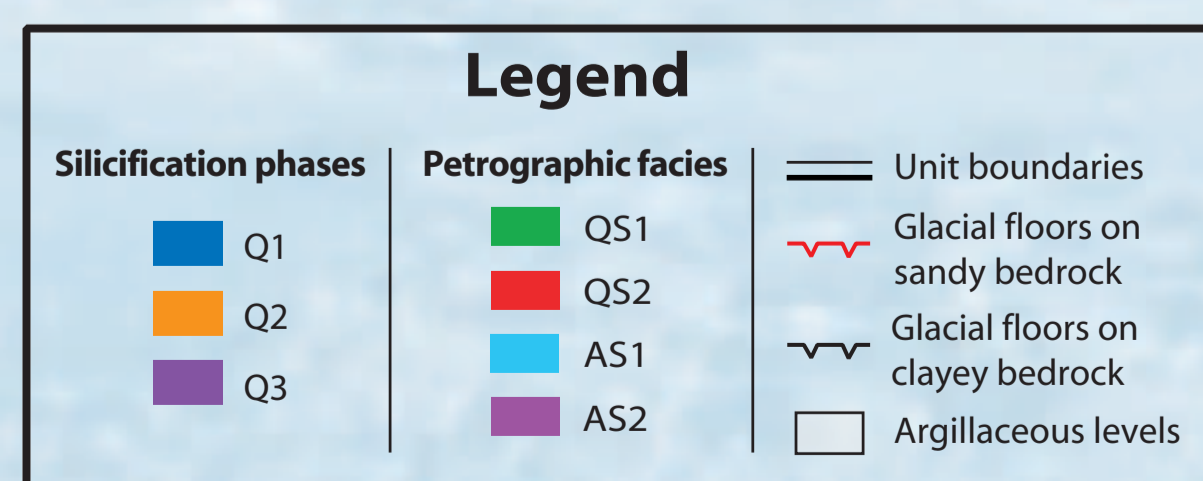 Legend
Silicification phases
Q1
Q2
Q3
Petrographic facies
QS1
QS2
AS1
AS2
Unit boundaries
Glacial floors on
sandy bedrock
Glacial floors on
clayey bedrock
Argillaceous levels